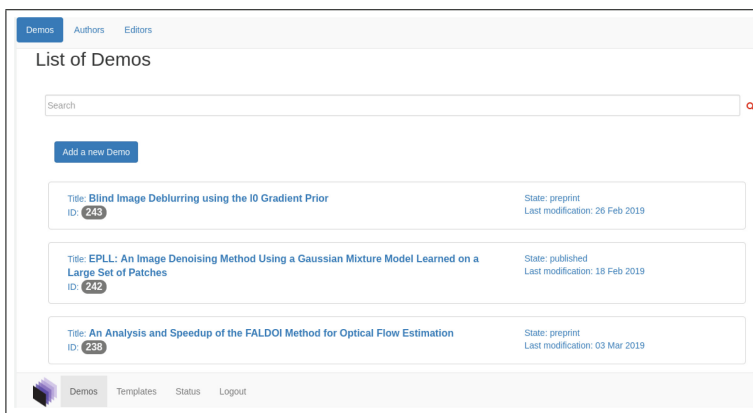 Demos Authors Editors
List of Demos
Search
Add a new Demo
Title: Blind Image Deblurring using the l0 Gradient Prior
ID: 243
State: preprint
Last modification: 26 Feb 2019
Title: EPLL: An Image Denoising Method Using a Gaussian Mixture Model Learned on a
Large Set of Patches
ID: 242
State: published
Last modification: 18 Feb 2019
Title: An Analysis and Speedup of the FALDOI Method for Optical Flow Estimation
ID: 238
State: preprint
Last modification: 03 Mar 2019
Demos Templates Status Logout